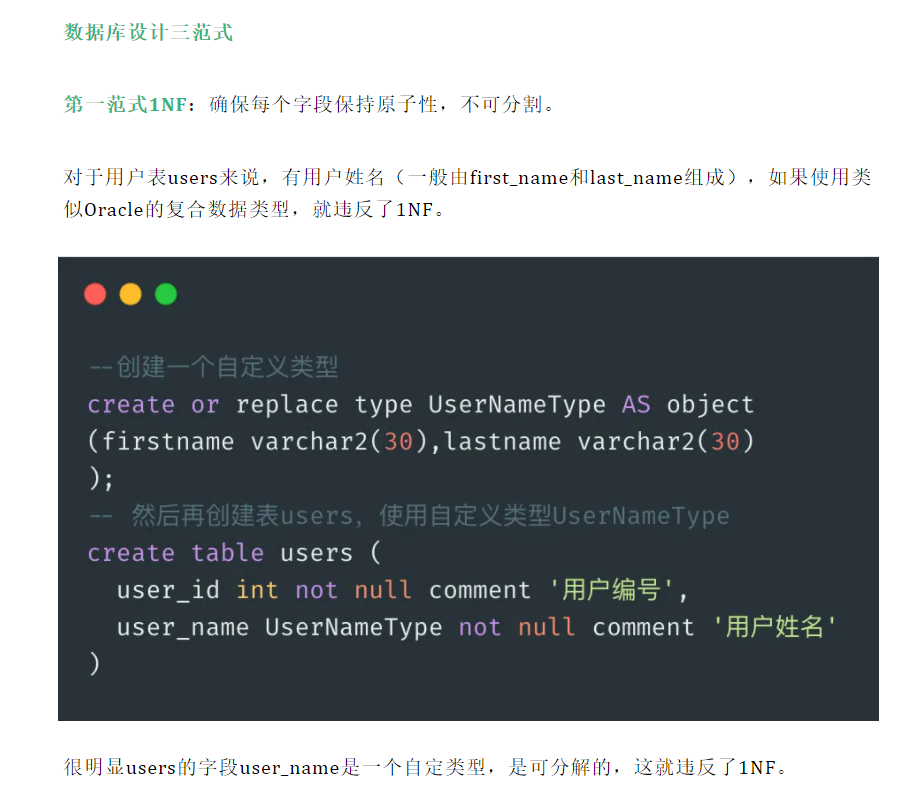 数据库设计三范式
第一范式1NF：确保每个字段保持原子性，不可分割。
对于用户表users来说，有用户姓名（一般由first_name和last_name组成），如果使用类
似Oracle的复合数据类型，就违反了1NF。
--创建一个自定义类型
create or replace type UserNameType AS object
(firstname varchar2(30),lastname varchar2(30)
);
-- 然后再创建表users，使用自定义类型UserNameType
create table users (
  user_id int not null comment '用户编号',
  user_name UserNameType not null comment '用户姓名'
)
很明显users的字段user_name是一个自定类型，是可分解的，这就违反了1NF。